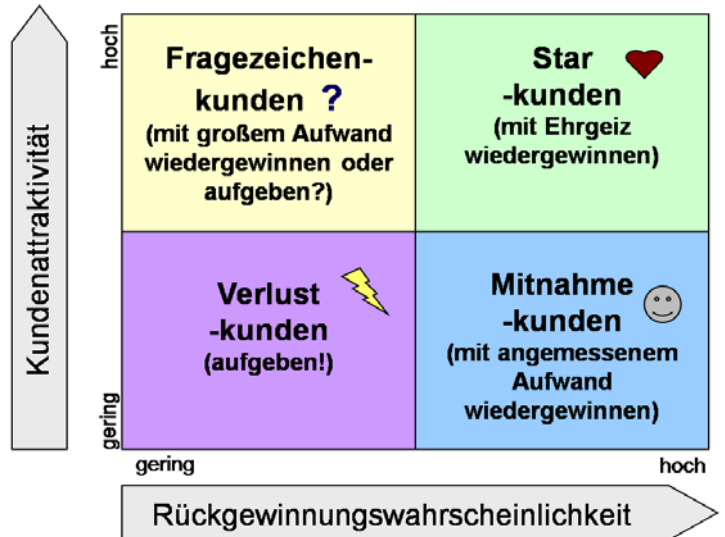 hoch
Fragezeichen-
kunden ?
(mit großem Aufwand
wiedergewinnen oder
aufgeben?)
Star
-kunden
(mit Ehrgeiz
wiedergewinnen)
Kundenattraktivität
Verlust
-kunden
(aufgeben!)
Mitnahme
-kunden
(mit angemessenem
Aufwand
wiedergewinnen)
gering
gering
hoch
Rückgewinnungswahrscheinlichkeit